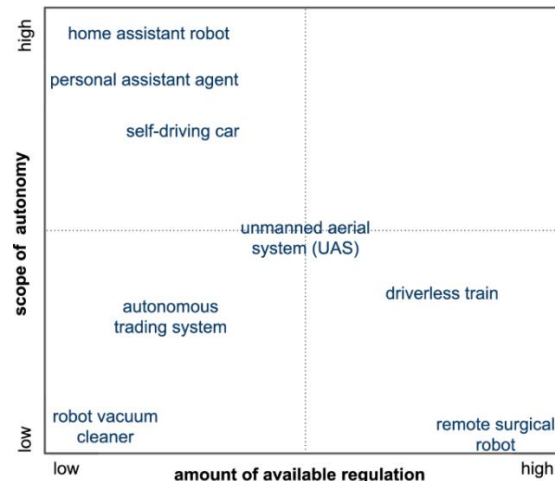 high
home assistant robot
personal assistant agent
self-driving car
scope of autonomy
unmanned aerial
system (UAS)
driverless train
autonomous
trading system
robot vacuum
cleaner
remote surgical
robot
low
low
amount of available regulation
high